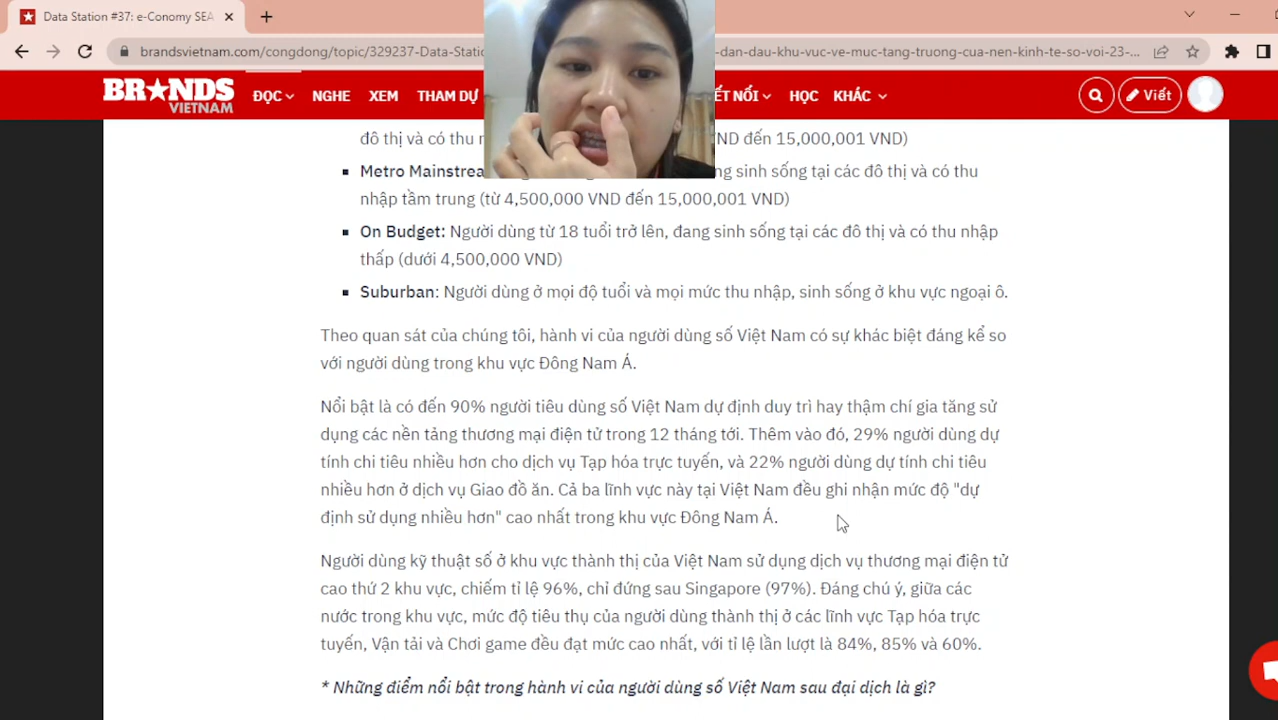 Data Station #37: e-Conomy SEA
brandsvietnam.com/congdong/topic/329237-Data-Static
-dan-dau-khu-vuc-ve-muc-tang-truong-cua-nen-kinh-te-so-voi-23-...
BR★NDS
VIETNAM
ĐỌC
NGHE
XEM
THAM DỰ
ẾT NỐI
HỌC
KHÁC
Viết
đô thị và có thu n
ND đến 15,000,001 VND)
Metro Mainstrea
ng sinh sống tại các đô thị và có thu
nhập tầm trung (từ 4,500,000 VND đến 15,000,001 VND)
On Budget: Người dùng từ 18 tuổi trở lên, đang sinh sống tại các đô thị và có thu nhập
thấp (dưới 4,500,000 VND)
Suburban: Người dùng ở mọi độ tuổi và mọi mức thu nhập, sinh sống ở khu vực ngoại ô.
Theo quan sát của chúng tôi, hành vi của người dùng số Việt Nam có sự khác biệt đáng kể so
với người dùng trong khu vực Đông Nam Á.
Nổi bật là có đến 90% người tiêu dùng số Việt Nam dự định duy trì hay thậm chí gia tăng sử
dụng các nền tảng thương mại điện tử trong 12 tháng tới. Thêm vào đó, 29% người dùng dự
tính chi tiêu nhiều hơn cho dịch vụ Tạp hóa trực tuyến, và 22% người dùng dự tính chi tiêu
nhiều hơn ở dịch vụ Giao đồ ăn. Cả ba lĩnh vực này tại Việt Nam đều ghi nhận mức độ "dự
định sử dụng nhiều hơn" cao nhất trong khu vực Đông Nam Á.
Người dùng kỹ thuật số ở khu vực thành thị của Việt Nam sử dụng dịch vụ thương mại điện tử
cao thứ 2 khu vực, chiếm tỉ lệ 96%, chỉ đứng sau Singapore (97%). Đáng chú ý, giữa các
nước trong khu vực, mức độ tiêu thụ của người dùng thành thị ở các lĩnh vực Tạp hóa trực
tuyến, Vận tải và Chơi game đều đạt mức cao nhất, với tỉ lệ lần lượt là 84%, 85% và 60%.
* Những điểm nổi bật trong hành vi của người dùng số Việt Nam sau đại dịch là gì?